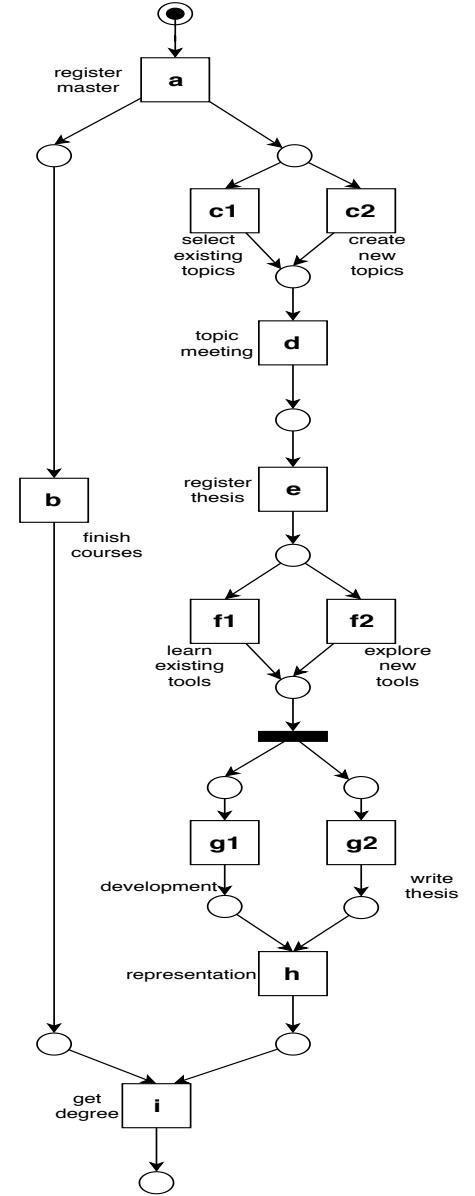 register
master
a
c1
c2
select
existing
topics
create
new
topics
topic
meeting
d
register
thesis
e
b
finish
courses
f1
f2
learn
existing
tools
explore
new
tools
g1
g2
development
write
thesis
representation
h
get
degree
i